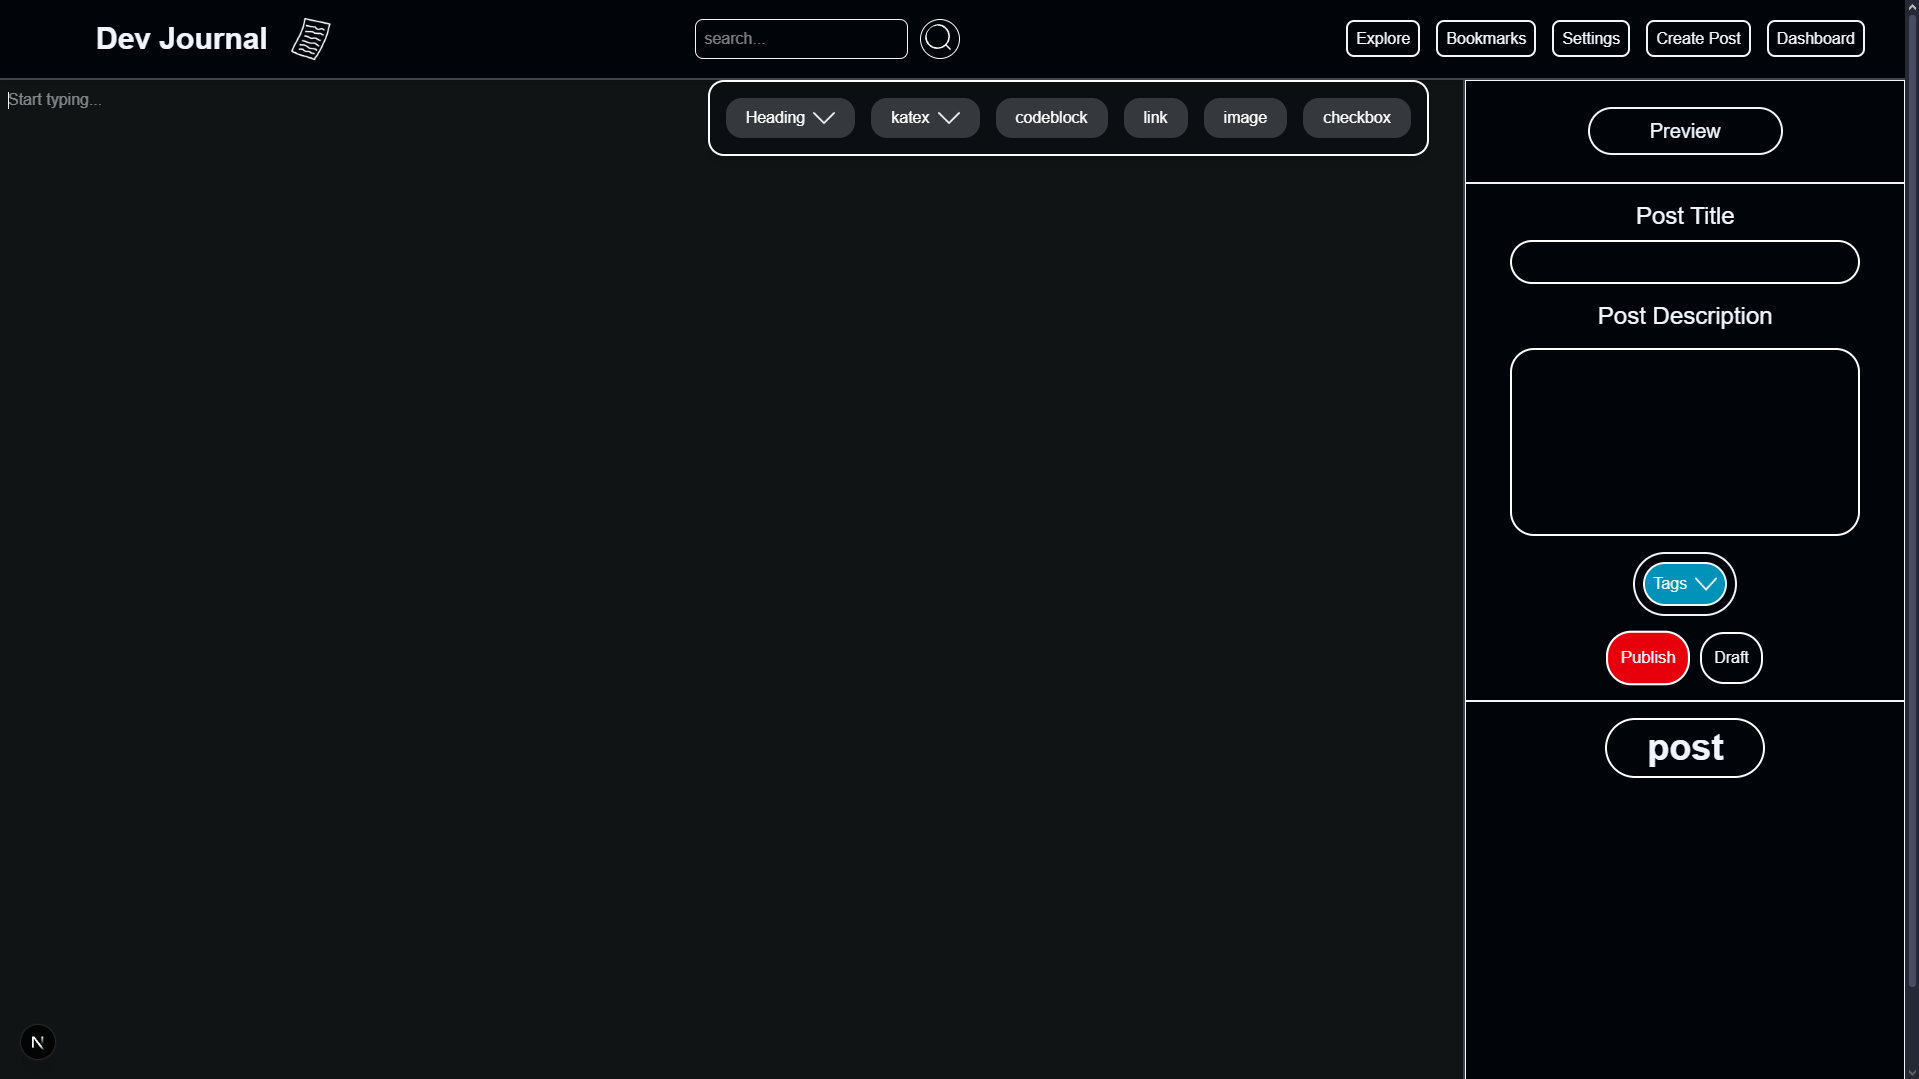 Dev Journal
search...
Explore
Bookmarks
Settings
Create Post
Dashboard
Start typing...
Heading
katex
codeblock
link
image
checkbox
Preview
Post Title
Post Description
Tags
Publish
Draft
post
N